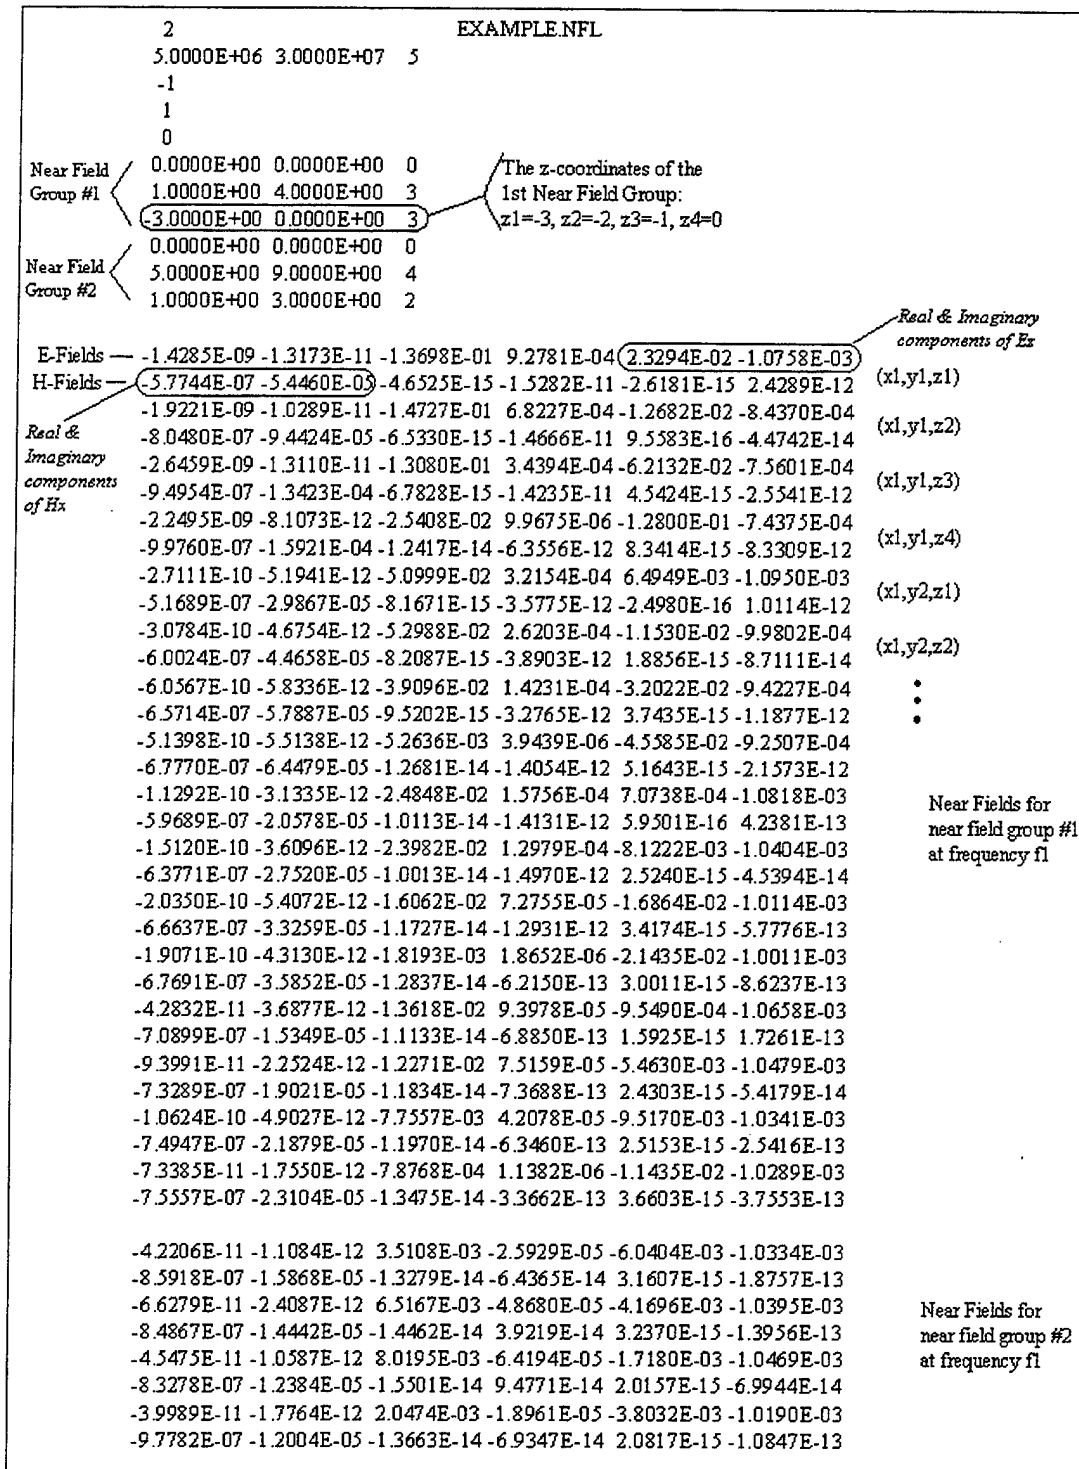 2 EXAMPLE.NFL
5.0000E+06 3.0000E+07 5
-1
1
0
Near Field
Group #1
0.0000E+00 0.0000E+00 0
1.0000E+00 4.0000E+00 3
-3.0000E+00 0.0000E+00 3
The z-coordinates of the
1st Near Field Group:
z1=-3, z2=-2, z3=-1, z4=0
Near Field
Group #2
0.0000E+00 0.0000E+00 0
5.0000E+00 9.0000E+00 4
1.0000E+00 3.0000E+00 2
Real & Imaginary
components of Ez
E-Fields -1.4285E-09 -1.3173E-11 -1.3698E-01 9.2781E-04 2.3294E-02 -1.0758E-03
H-Fields -5.7744E-07 -5.4460E-05 -4.6525E-15 -1.5282E-11 -2.6181E-15 2.4289E-12 (x1,y1,z1)
Real &
Imaginary
components
of Hx
-1.9221E-09 -1.0289E-11 -1.4727E-01 6.8227E-04 -1.2682E-02 -8.4370E-04
-8.0480E-07 -9.4424E-05 -6.5330E-15 -1.4666E-11 9.5583E-16 -4.4742E-14 (x1,y1,z2)
-2.6459E-09 -1.3110E-11 -1.3080E-01 3.4394E-04 -6.2132E-02 -7.5601E-04
-9.4954E-07 -1.3423E-04 -6.7828E-15 -1.4235E-11 4.5424E-15 -2.5541E-12 (x1,y1,z3)
-2.2495E-09 -8.1073E-12 -2.5408E-02 9.9675E-06 -1.2800E-01 -7.4375E-04
-9.9760E-07 -1.5921E-04 -1.2417E-14 -6.3556E-12 8.3414E-15 -8.3309E-12 (x1,y1,z4)
-2.7111E-10 -5.1941E-12 -5.0999E-02 3.2154E-04 6.4949E-03 -1.0950E-03
-5.1689E-07 -2.9867E-05 -8.1671E-15 -3.5775E-12 -2.4980E-16 1.0114E-12 (x1,y2,z1)
-3.0784E-10 -4.6754E-12 -5.2988E-02 2.6203E-04 -1.1530E-02 -9.9802E-04
-6.0024E-07 -4.4658E-05 -8.2087E-15 -3.8903E-12 1.8856E-15 -8.7111E-14 (x1,y2,z2)
-6.0567E-10 -5.8336E-12 -3.9096E-02 1.4231E-04 -3.2022E-02 -9.4227E-04
-6.5714E-07 -5.7887E-05 -9.5202E-15 -3.2765E-12 3.7435E-15 -1.1877E-12
-5.1398E-10 -5.5138E-12 -5.2636E-03 3.9439E-06 -4.5585E-02 -9.2507E-04
-6.7770E-07 -6.4479E-05 -1.2681E-14 -1.4054E-12 5.1643E-15 -2.1573E-12
-1.1292E-10 -3.1335E-12 -2.4848E-02 1.5756E-04 7.0738E-04 -1.0818E-03
-5.9689E-07 -2.0578E-05 -1.0113E-14 -1.4131E-12 5.9501E-16 4.2381E-13
-1.5120E-10 -3.6096E-12 -2.3982E-02 1.2979E-04 -8.1222E-03 -1.0404E-03
-6.3771E-07 -2.7520E-05 -1.0013E-14 -1.4970E-12 2.5240E-15 -4.5394E-14
-2.0350E-10 -5.4072E-12 -1.6062E-02 7.2755E-05 -1.6864E-02 -1.0114E-03
-6.6637E-07 -3.3259E-05 -1.1727E-14 -1.2931E-12 3.4174E-15 -5.7776E-13
-1.9071E-10 -4.3130E-12 -1.8193E-03 1.8652E-06 -2.1435E-02 -1.0011E-03
-6.7691E-07 -3.5852E-05 -1.2837E-14 -6.2150E-13 3.0011E-15 -8.6237E-13
-4.2832E-11 -3.6877E-12 -1.3618E-02 9.3978E-05 -9.5490E-04 -1.0658E-03
-7.0899E-07 -1.5349E-05 -1.1133E-14 -6.8850E-13 1.5925E-15 1.7261E-13
-9.3991E-11 -2.2524E-12 -1.2271E-02 7.5159E-05 -5.4630E-03 -1.0479E-03
-7.3289E-07 -1.9021E-05 -1.1834E-14 -7.3688E-13 2.4303E-15 -5.4179E-14
-1.0624E-10 -4.9027E-12 -7.7557E-03 4.2078E-05 -9.5170E-03 -1.0341E-03
-7.4947E-07 -2.1879E-05 -1.1970E-14 -6.3460E-13 2.5153E-15 -2.5416E-13
-7.3385E-11 -1.7550E-12 -7.8768E-04 1.1382E-06 -1.1435E-02 -1.0289E-03
-7.5557E-07 -2.3104E-05 -1.3475E-14 -3.3662E-13 3.6603E-15 -3.7553E-13
Near Fields for
near field group #1
at frequency f1
-4.2206E-11 -1.1084E-12 3.5108E-03 -2.5929E-05 -6.0404E-03 -1.0334E-03
-8.5918E-07 -1.5868E-05 -1.3279E-14 -6.4365E-14 3.1607E-15 -1.8757E-13
-6.6279E-11 -2.4087E-12 6.5167E-03 -4.8680E-05 -4.1696E-03 -1.0395E-03
-8.4867E-07 -1.4442E-05 -1.4462E-14 3.9219E-14 3.2370E-15 -1.3956E-13
-4.5475E-11 -1.0587E-12 8.0195E-03 -6.4194E-05 -1.7180E-03 -1.0469E-03
-8.3278E-07 -1.2384E-05 -1.5501E-14 9.4771E-14 2.0157E-15 -6.9944E-14
-3.9989E-11 -1.7764E-12 2.0474E-03 -1.8961E-05 -3.8032E-03 -1.0190E-03
-9.7782E-07 -1.2004E-05 -1.3663E-14 -6.9347E-14 2.0817E-15 -1.0847E-13
Near Fields for
near field group #2
at frequency f1